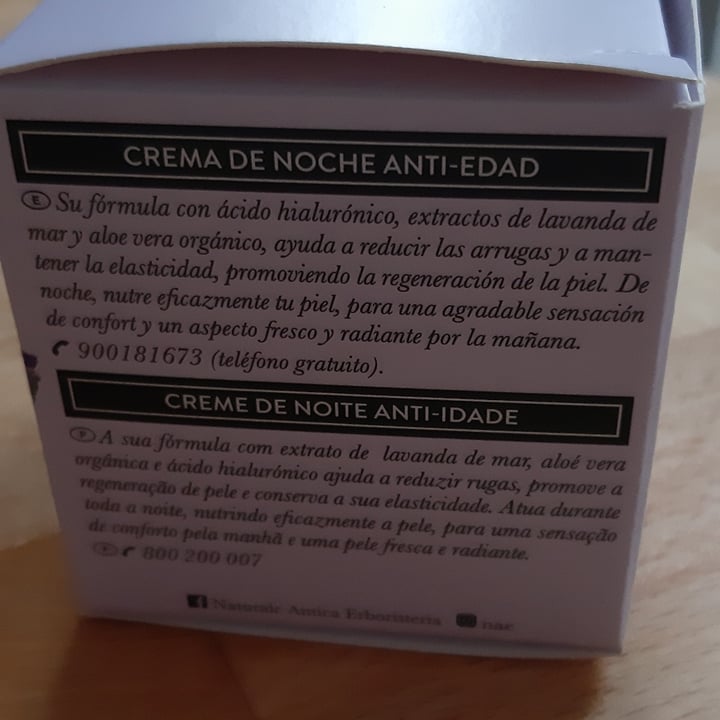 CREMA DE NOCHE ANTI-EDAD
E Su fórmula con ácido hialurónico, extractos de lavanda de
mar y aloe vera orgánico, ayuda a reducir las arrugas y a man-
tener la elasticidad, promoviendo la regeneración de la piel. De
noche, nutre eficazmente tu piel, para una agradable sensación
de confort y un aspecto fresco y radiante por la mañana.
900181673 (teléfono gratuito).
CREME DE NOITE ANTI-IDADE
P A sua fórmula com extrato de lavanda de mar, aloé vera
orgânica e ácido hialurónico ajuda a reduzir rugas, promove a
regeneração de pele e conserva a sua elasticidade. Atua durante
toda a noite, nutrindo eficazmente a pele, para uma sensação
de conforto pela manhã e uma pele fresca e radiante.
P 800 200 007
Naturale Antica Erboristeria nae